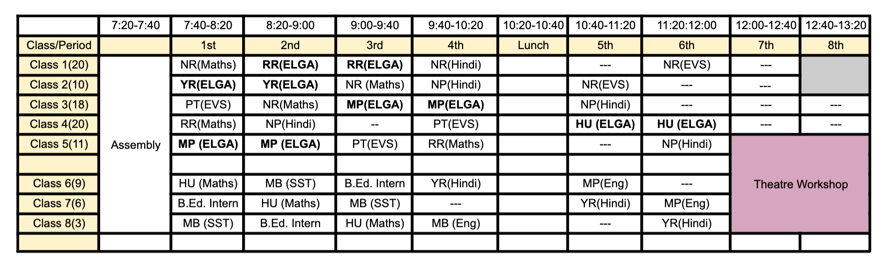 7:20-7:40 7:40-8:20 8:20-9:00 9:00-9:40 9:40-10:20 10:20-10:40 10:40-11:20 11:20:12:00 12:00-12:40 12:40-13:20
Class/Period 1st 2nd 3rd 4th Lunch 5th 6th 7th 8th
Class 1(20) NR(Maths) RR(ELGA) RR(ELGA) NR(Hindi) --- NR(EVS) ---
Class 2(10) YR(ELGA) YR(ELGA) NR (Maths) NP(Hindi) NR(EVS) --- ---
Class 3(18) PT(EVS) NR(Maths) MP(ELGA) MP(ELGA) NP(Hindi) --- --- ---
Class 4(20) RR(Maths) NP(Hindi) -- PT(EVS) HU (ELGA) HU (ELGA) --- ---
Class 5(11) Assembly MP (ELGA) MP (ELGA) PT(EVS) RR(Maths) --- NP(Hindi)
Class 6(9) HU (Maths) MB (SST) B.Ed. Intern YR(Hindi) MP(Eng) --- Theatre Workshop
Class 7(6) B.Ed. Intern HU (Maths) MB (SST) --- YR(Hindi) MP(Eng)
Class 8(3) MB (SST) B.Ed. Intern HU (Maths) MB (Eng) --- YR(Hindi)